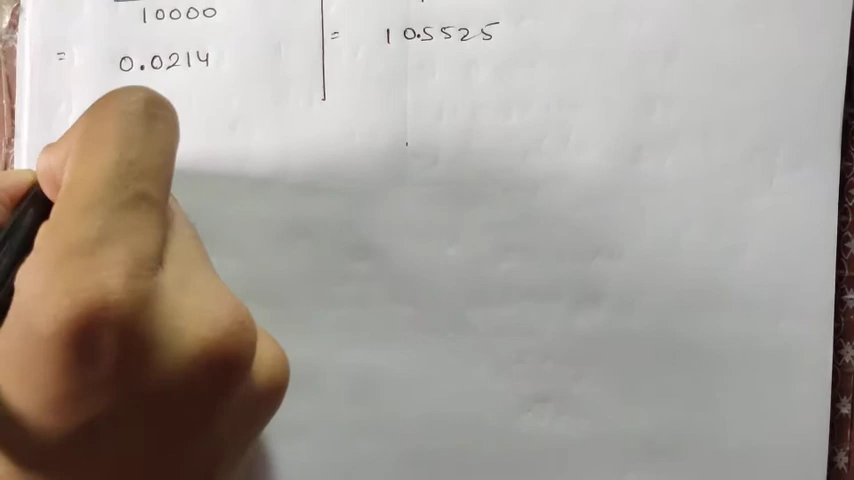 10000
= 0.0214
= 10.5525